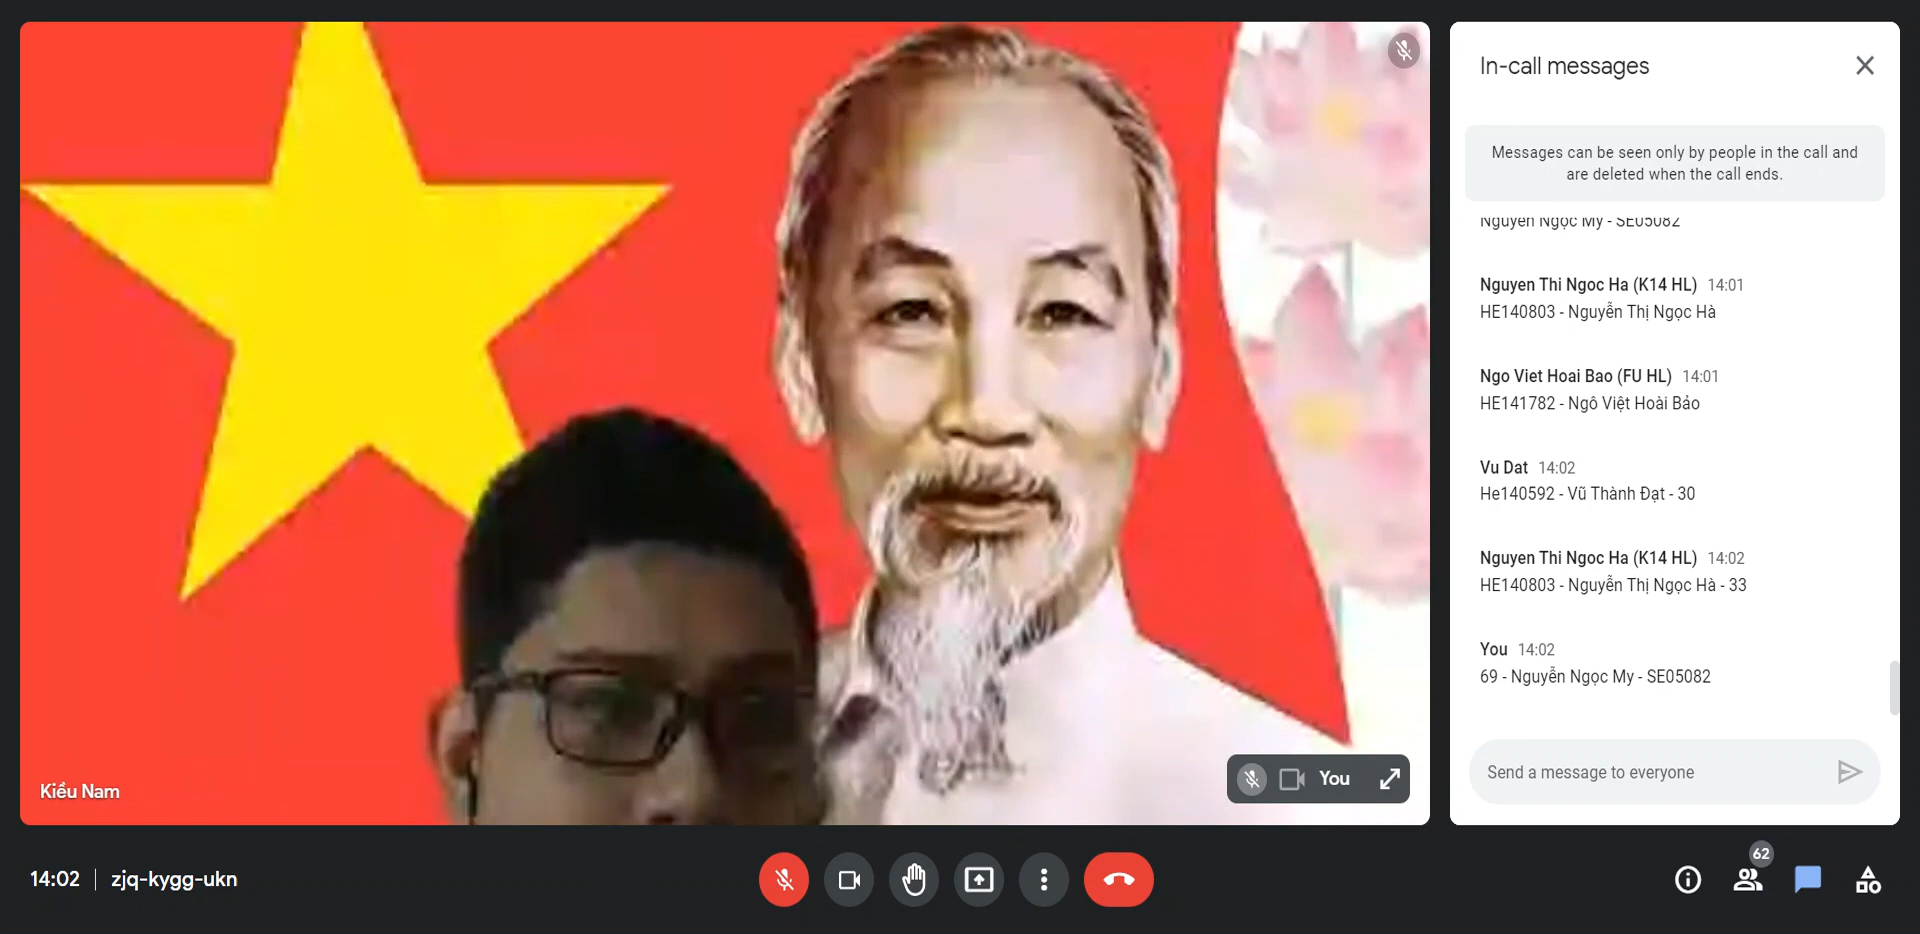 Kiều Nam
You
In-call messages
Messages can be seen only by people in the call and
are deleted when the call ends.
Nguyễn Ngọc My - SE05082
Nguyen Thi Ngoc Ha (K14 HL) 14:01
HE140803 - Nguyễn Thị Ngọc Hà
Ngo Viet Hoai Bao (FU HL) 14:01
HE141782 - Ngô Việt Hoài Bảo
Vu Dat 14:02
He140592 - Vũ Thành Đạt - 30
Nguyen Thi Ngoc Ha (K14 HL) 14:02
HE140803 - Nguyễn Thị Ngọc Hà - 33
You 14:02
69 - Nguyễn Ngọc My - SE05082
Send a message to everyone
14:02 | zjq-kygg-ukn
62